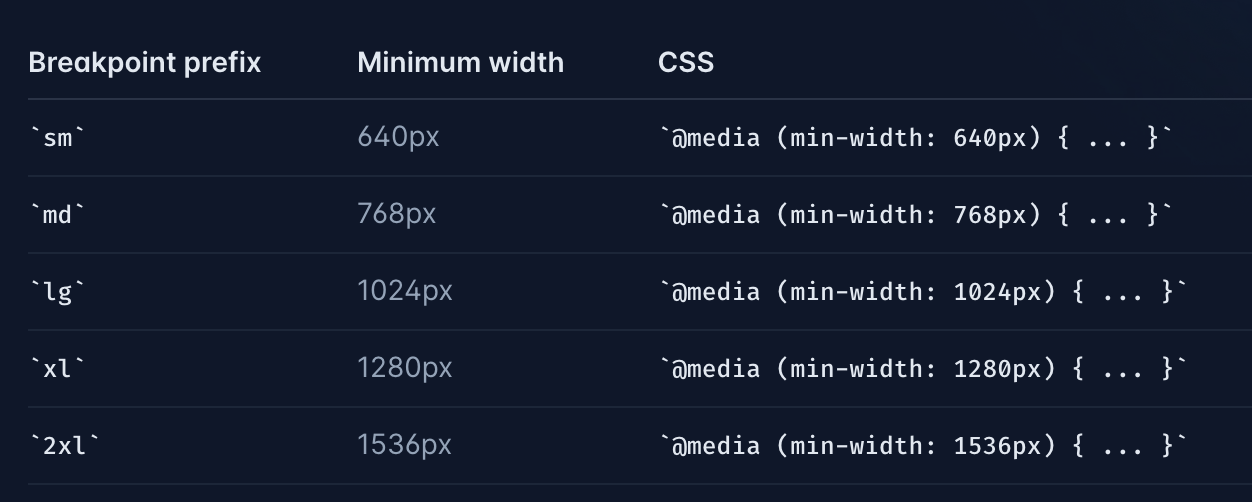 Breakpoint prefix Minimum width CSS
`sm` 640px `@media (min-width: 640px) { ... }`
`md` 768px `@media (min-width: 768px) { ... }`
`lg` 1024px `@media (min-width: 1024px) { ... }`
`xl` 1280px `@media (min-width: 1280px) { ... }`
`2xl` 1536px `@media (min-width: 1536px) { ... }`